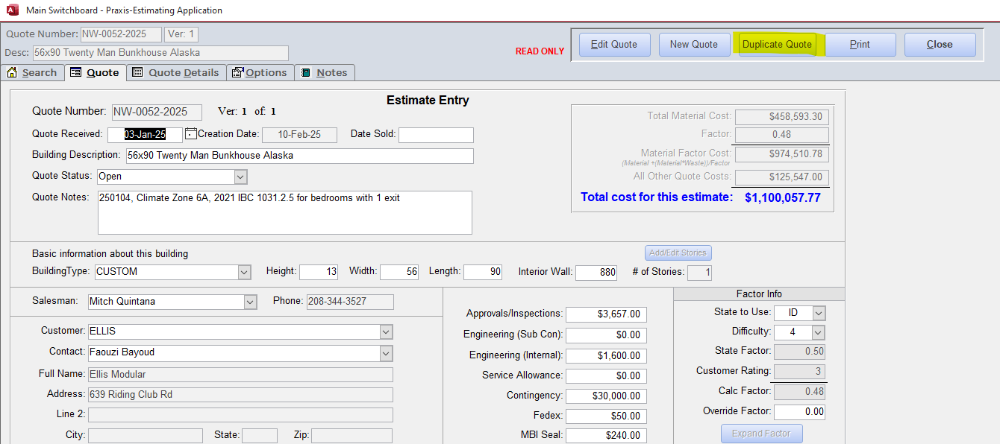 Main Switchboard - Praxis-Estimating Application
Quote Number: NW-0052-2025 Ver: 1
Desc: 56x90 Twenty Man Bunkhouse Alaska
READ ONLY
Edit Quote New Quote Duplicate Quote Print Close
Search Quote Quote Details Options Notes
Estimate Entry
Quote Number: NW-0052-2025 Ver: 1 of: 1
Quote Received: 03-Jan-25 Creation Date: 10-Feb-25 Date Sold:
Building Description: 56x90 Twenty Man Bunkhouse Alaska
Quote Status: Open
Quote Notes: 250104, Climate Zone 6A, 2021 IBC 1031.2.5 for bedrooms with 1 exit
Total Material Cost: $458,593.30
Factor: 0.48
Material Factor Cost: $974,510.78
(Material +(Material*Waste))/Factor
All Other Quote Costs: $125,547.00
Total cost for this estimate: $1,100,057.77
Basic information about this building
Add/Edit Stories
BuildingType: CUSTOM Height: 13 Width: 56 Length: 90 Interior Wall: 880 # of Stories: 1
Salesman: Mitch Quintana Phone: 208-344-3527
Customer: ELLIS
Contact: Faouzi Bayoud
Full Name: Ellis Modular
Address: 639 Riding Club Rd
Line 2:
City: State: Zip:
Approvals/Inspections: $3,657.00
Engineering (Sub Con): $0.00
Engineering (Internal): $1,600.00
Service Allowance: $0.00
Contingency: $30,000.00
Fedex: $50.00
MBI Seal: $240.00
Factor Info
State to Use: ID
Difficulty: 4
State Factor: 0.50
Customer Rating: 3
Calc Factor: 0.48
Override Factor: 0.00
Expand Factor